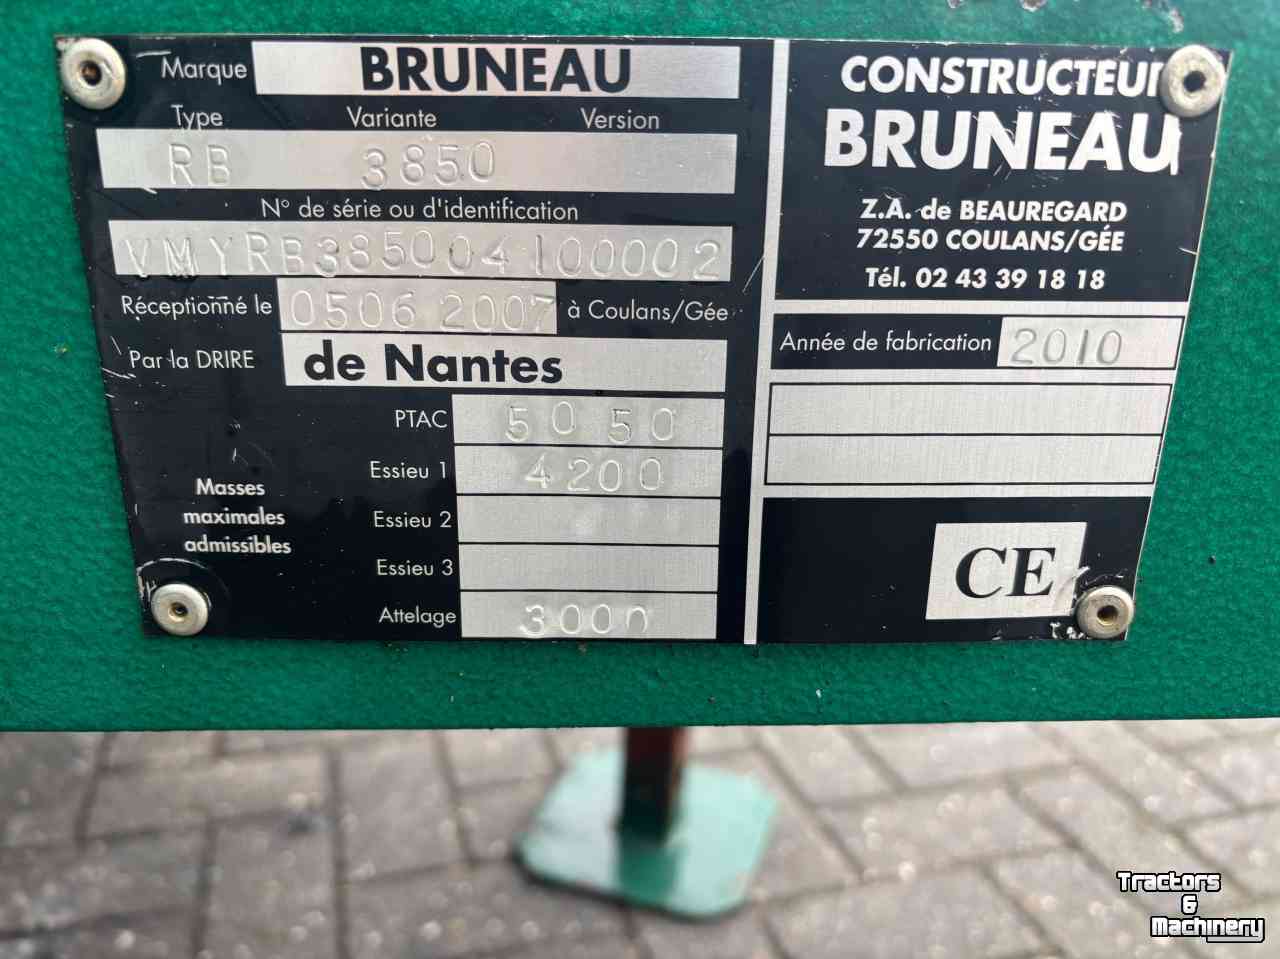 Marque BRUNEAU
Type Variante Version
RB 3850
N° de série ou d'identification
VMYRB385004100002
Réceptionné le 0506 2007 à Coulans/Gée
Par la DRIRE de Nantes
Masses
maximales
admissibles
PTAC 5050
Essieu 1 4200
Essieu 2
Essieu 3
Attelage 3000
CONSTRUCTEUR
BRUNEAU
Z.A. de BEAUREGARD
72550 COULANS/GÉE
Tél. 02 43 39 18 18
Année de fabrication 2010
CE
Tractors
&
Machinery